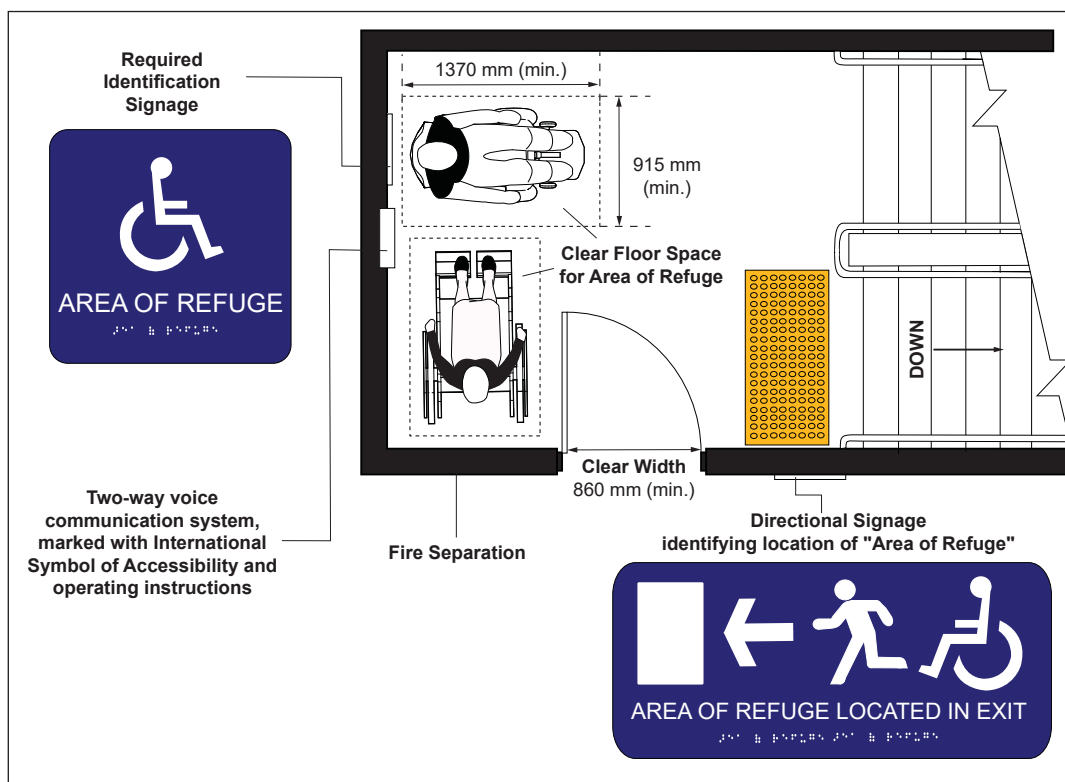 Required
Identification
Signage
AREA OF REFUGE
⠜⠑⠁ ⠷ ⠗⠑⠋⠥⠛⠑
1370 mm (min.)
915 mm
(min.)
Clear Floor Space
for Area of Refuge
DOWN
Clear Width
860 mm (min.)
Two-way voice
communication system,
marked with International
Symbol of Accessibility and
operating instructions
Fire Separation
Directional Signage
identifying location of "Area of Refuge"
AREA OF REFUGE LOCATED IN EXIT